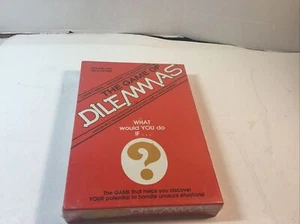 THE GAME OF
DILEMMAS
WHAT
would YOU do
IF . . .
?
The GAME that helps you discover
YOUR potential to handle unsure situations!